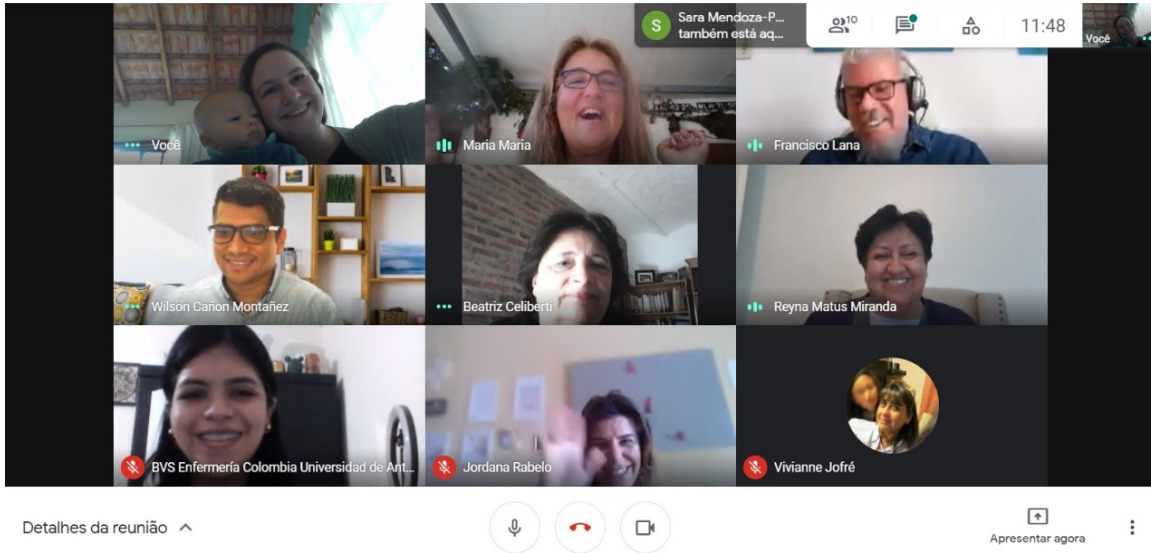 S
Sara Mendoza-P...
também está aq...
10
11:48
Você
Você
Maria Maria
Francisco Lana
Wilson Cañon Montañez
Beatriz Celiberti
Reyna Matus Miranda
BVS Enfermería Colombia Universidad de Ant...
Jordana Rabelo
Vivianne Jofré
Detalhes da reunião
Apresentar agora